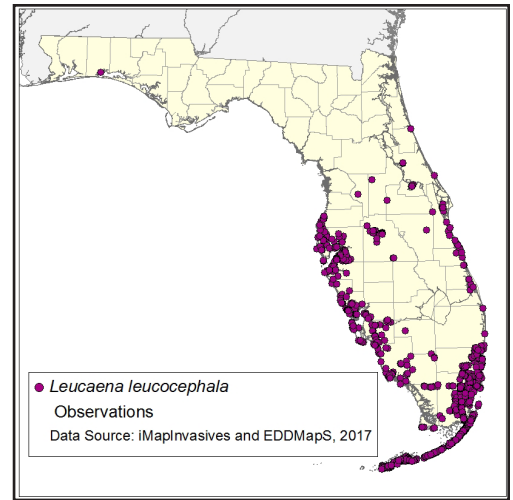 Leucaena leucocephala
Observations
Data Source: iMapInvasives and EDDMapS, 2017